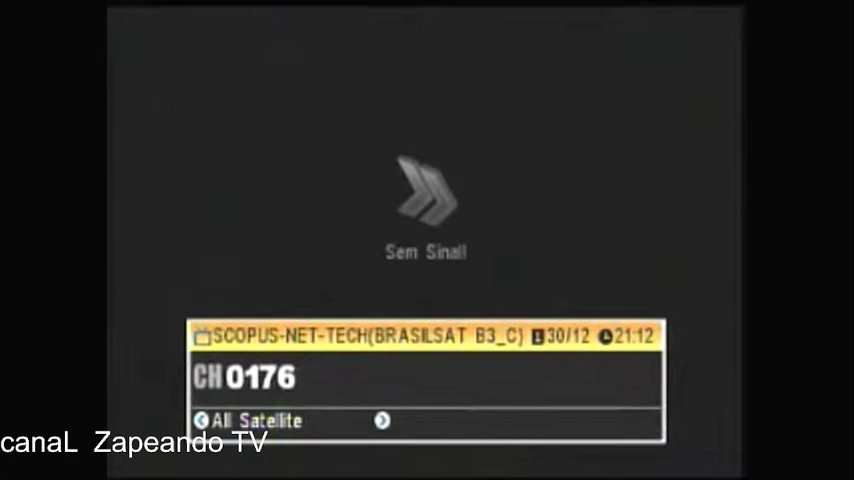 Sem Sinal!
SCOPUS-NET-TECH(BRASILSAT B3_C) 30/12 21:12
CH 0176
All Satellite
canaL Zapeando TV